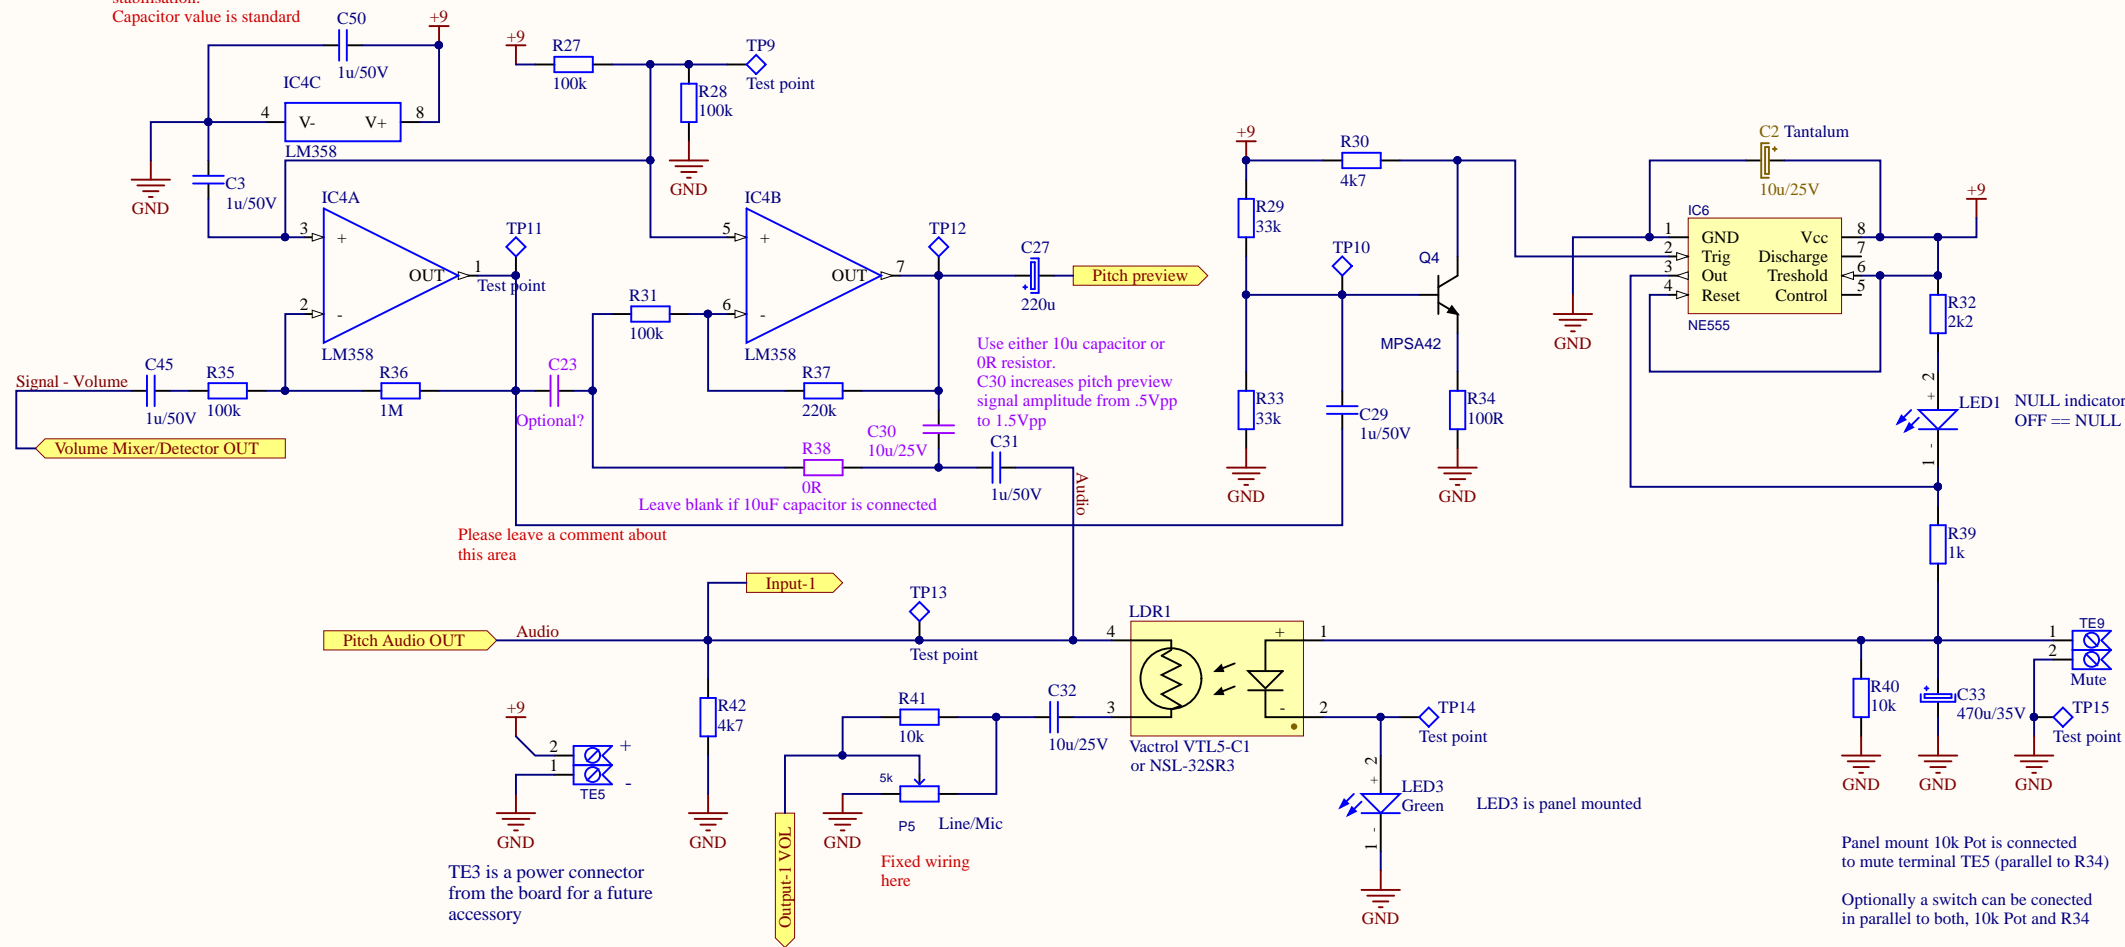 stabilisation.
Capacitor value is standard
C50
1u/50V
+9
IC4C
4
V-
V+
8
LM358
GND
C3
1u/50V
+9
R27
100k
TP9
Test point
R28
100k
GND
IC4A
3
+
OUT
1
2
-
LM358
TP11
Test point
IC4B
5
+
OUT
7
6
-
LM358
TP12
C27
220u
+
Pitch preview
R31
100k
C45
1u/50V
Signal - Volume
R35
100k
R36
1M
Volume Mixer/Detector OUT
C23
Optional?
R37
220k
R38
0R
C30
10u/25V
C31
1u/50V
Audio
Leave blank if 10uF capacitor is connected
Use either 10u capacitor or
0R resistor.
C30 increases pitch preview
signal amplitude from .5Vpp
to 1.5Vpp
Please leave a comment about
this area
+9
R30
4k7
R29
33k
TP10
Q4
MPSA42
R33
33k
C29
1u/50V
R34
100R
GND
GND
C2 Tantalum
+
10u/25V
IC6
1
GND
Vcc
8
2
Trig
Discharge
7
3
Out
Treshold
6
4
Reset
Control
5
NE555
GND
+9
R32
2k2
2
+
LED1
-
1
NULL indicator
OFF == NULL
R39
1k
Input-1
Pitch Audio OUT
Audio
TP13
Test point
LDR1
4
+
1
3
-
2
Vactrol VTL5-C1
or NSL-32SR3
R42
4k7
GND
+9
2
1
+
-
TE5
GND
TE3 is a power connector
from the board for a future
accessory
R41
10k
C32
10u/25V
5k
P5
Line/Mic
GND
Fixed wiring
here
Output-1 VOL
TP14
Test point
2
+
LED3
Green
-
1
GND
LED3 is panel mounted
R40
10k
GND
+
C33
470u/35V
GND
TE9
1
2
Mute
TP15
Test point
GND
Panel mount 10k Pot is connected
to mute terminal TE5 (parallel to R34)
Optionally a switch can be conected
in parallel to both, 10k Pot and R34